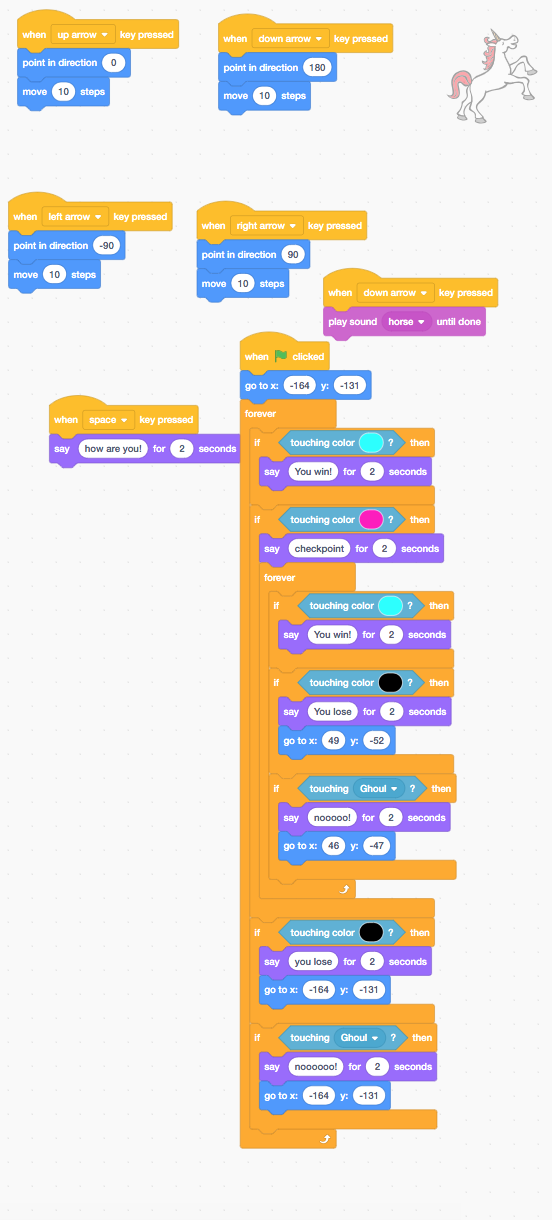 when up arrow key pressed
point in direction 0
move 10 steps
when down arrow key pressed
point in direction 180
move 10 steps
when left arrow key pressed
point in direction -90
move 10 steps
when right arrow key pressed
point in direction 90
move 10 steps
when down arrow key pressed
play sound horse until done
when space key pressed
say how are you! for 2 seconds
when clicked
go to x: -164 y: -131
forever
if touching color ? then
say You win! for 2 seconds
if touching color ? then
say checkpoint for 2 seconds
forever
if touching color ? then
say You win! for 2 seconds
if touching color ? then
say You lose for 2 seconds
go to x: 49 y: -52
if touching Ghoul ? then
say nooooo! for 2 seconds
go to x: 46 y: -47
if touching color ? then
say you lose for 2 seconds
go to x: -164 y: -131
if touching Ghoul ? then
say noooooo! for 2 seconds
go to x: -164 y: -131